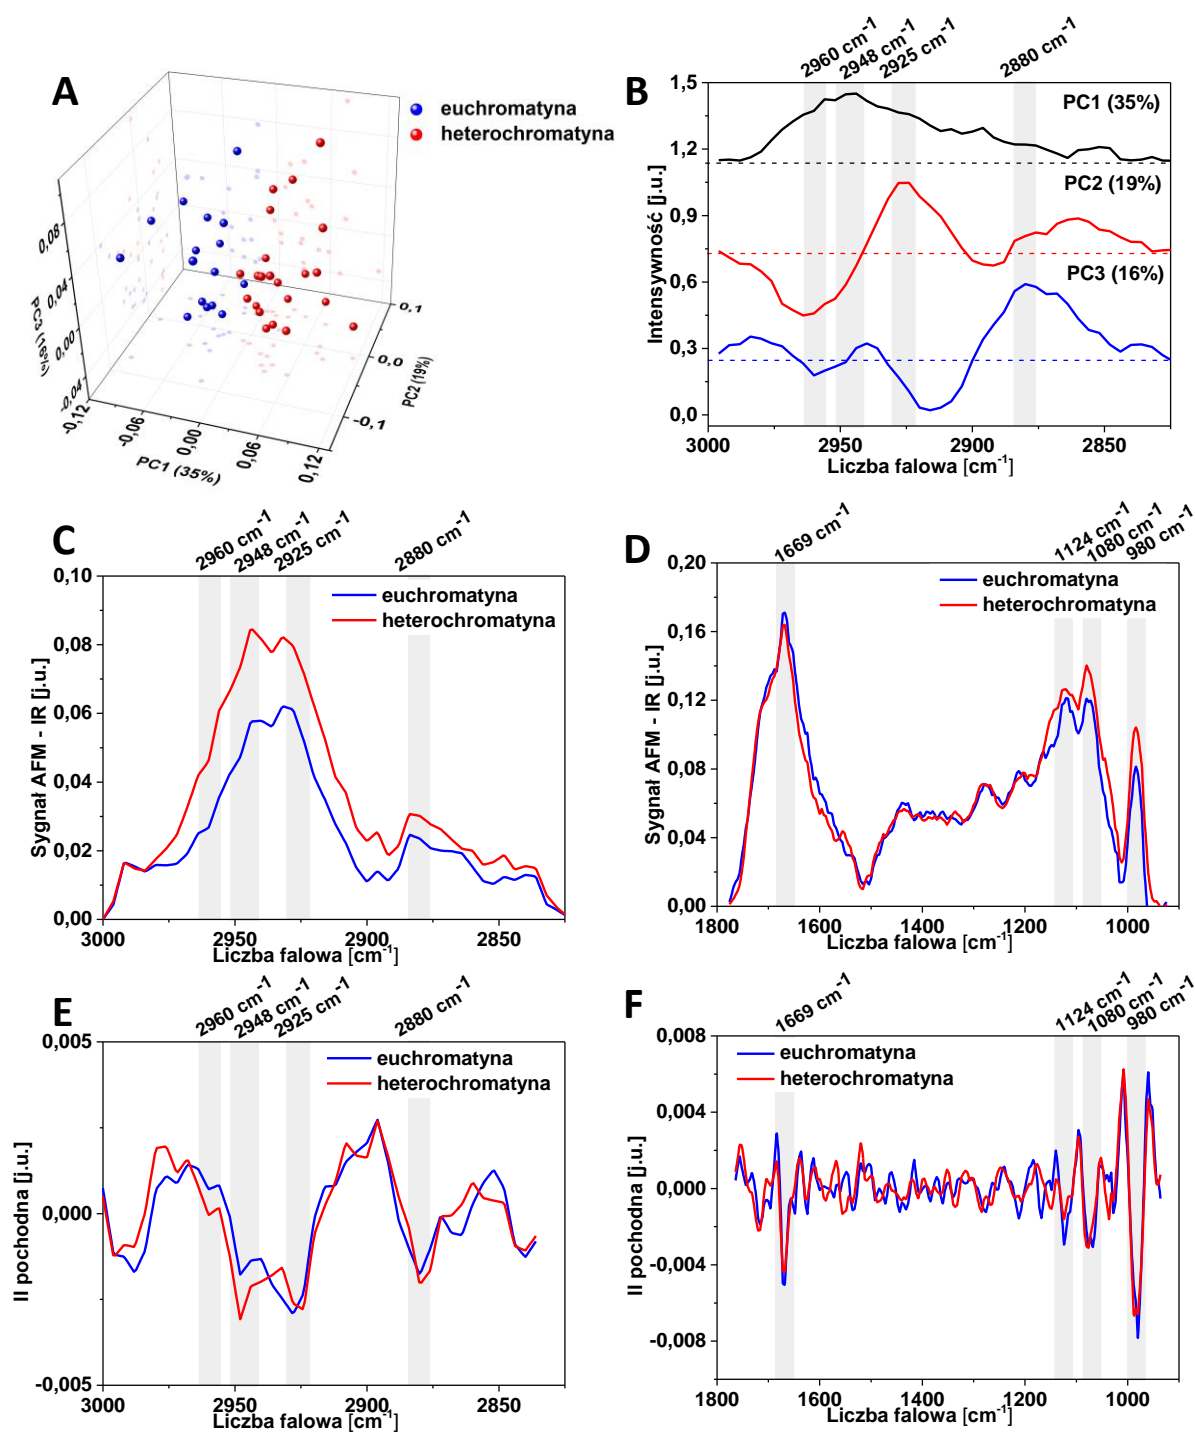 A
euchromatyna
heterochromatyna
0,08
0,04
0,00
-0,04
PC3 (16%)
-0,12
-0,06
0,00
0,06
0,12
PC1 (35%)
0,1
0,0
-0,1
PC2 (19%)
B
2960 cm-1
2948 cm-1
2925 cm-1
2880 cm-1
PC1 (35%)
PC2 (19%)
PC3 (16%)
1,5
1,2
0,9
0,6
0,3
0,0
Intensywność [j.u.]
3000
2950
2900
2850
Liczba falowa [cm-1]
C
2960 cm-1
2948 cm-1
2925 cm-1
2880 cm-1
euchromatyna
heterochromatyna
0,10
0,08
0,06
0,04
0,02
0,00
Sygnał AFM - IR [j.u.]
3000
2950
2900
2850
Liczba falowa [cm-1]
D
1669 cm-1
1124 cm-1
1080 cm-1
980 cm-1
euchromatyna
heterochromatyna
0,20
0,16
0,12
0,08
0,04
0,00
Sygnał AFM - IR [j.u.]
1800
1600
1400
1200
1000
Liczba falowa [cm-1]
E
2960 cm-1
2948 cm-1
2925 cm-1
2880 cm-1
euchromatyna
heterochromatyna
0,005
0,000
-0,005
II pochodna [j.u.]
3000
2950
2900
2850
Liczba falowa [cm-1]
F
1669 cm-1
1124 cm-1
1080 cm-1
980 cm-1
euchromatyna
heterochromatyna
0,008
0,004
0,000
-0,004
-0,008
II pochodna [j.u.]
1800
1600
1400
1200
1000
Liczba falowa [cm-1]